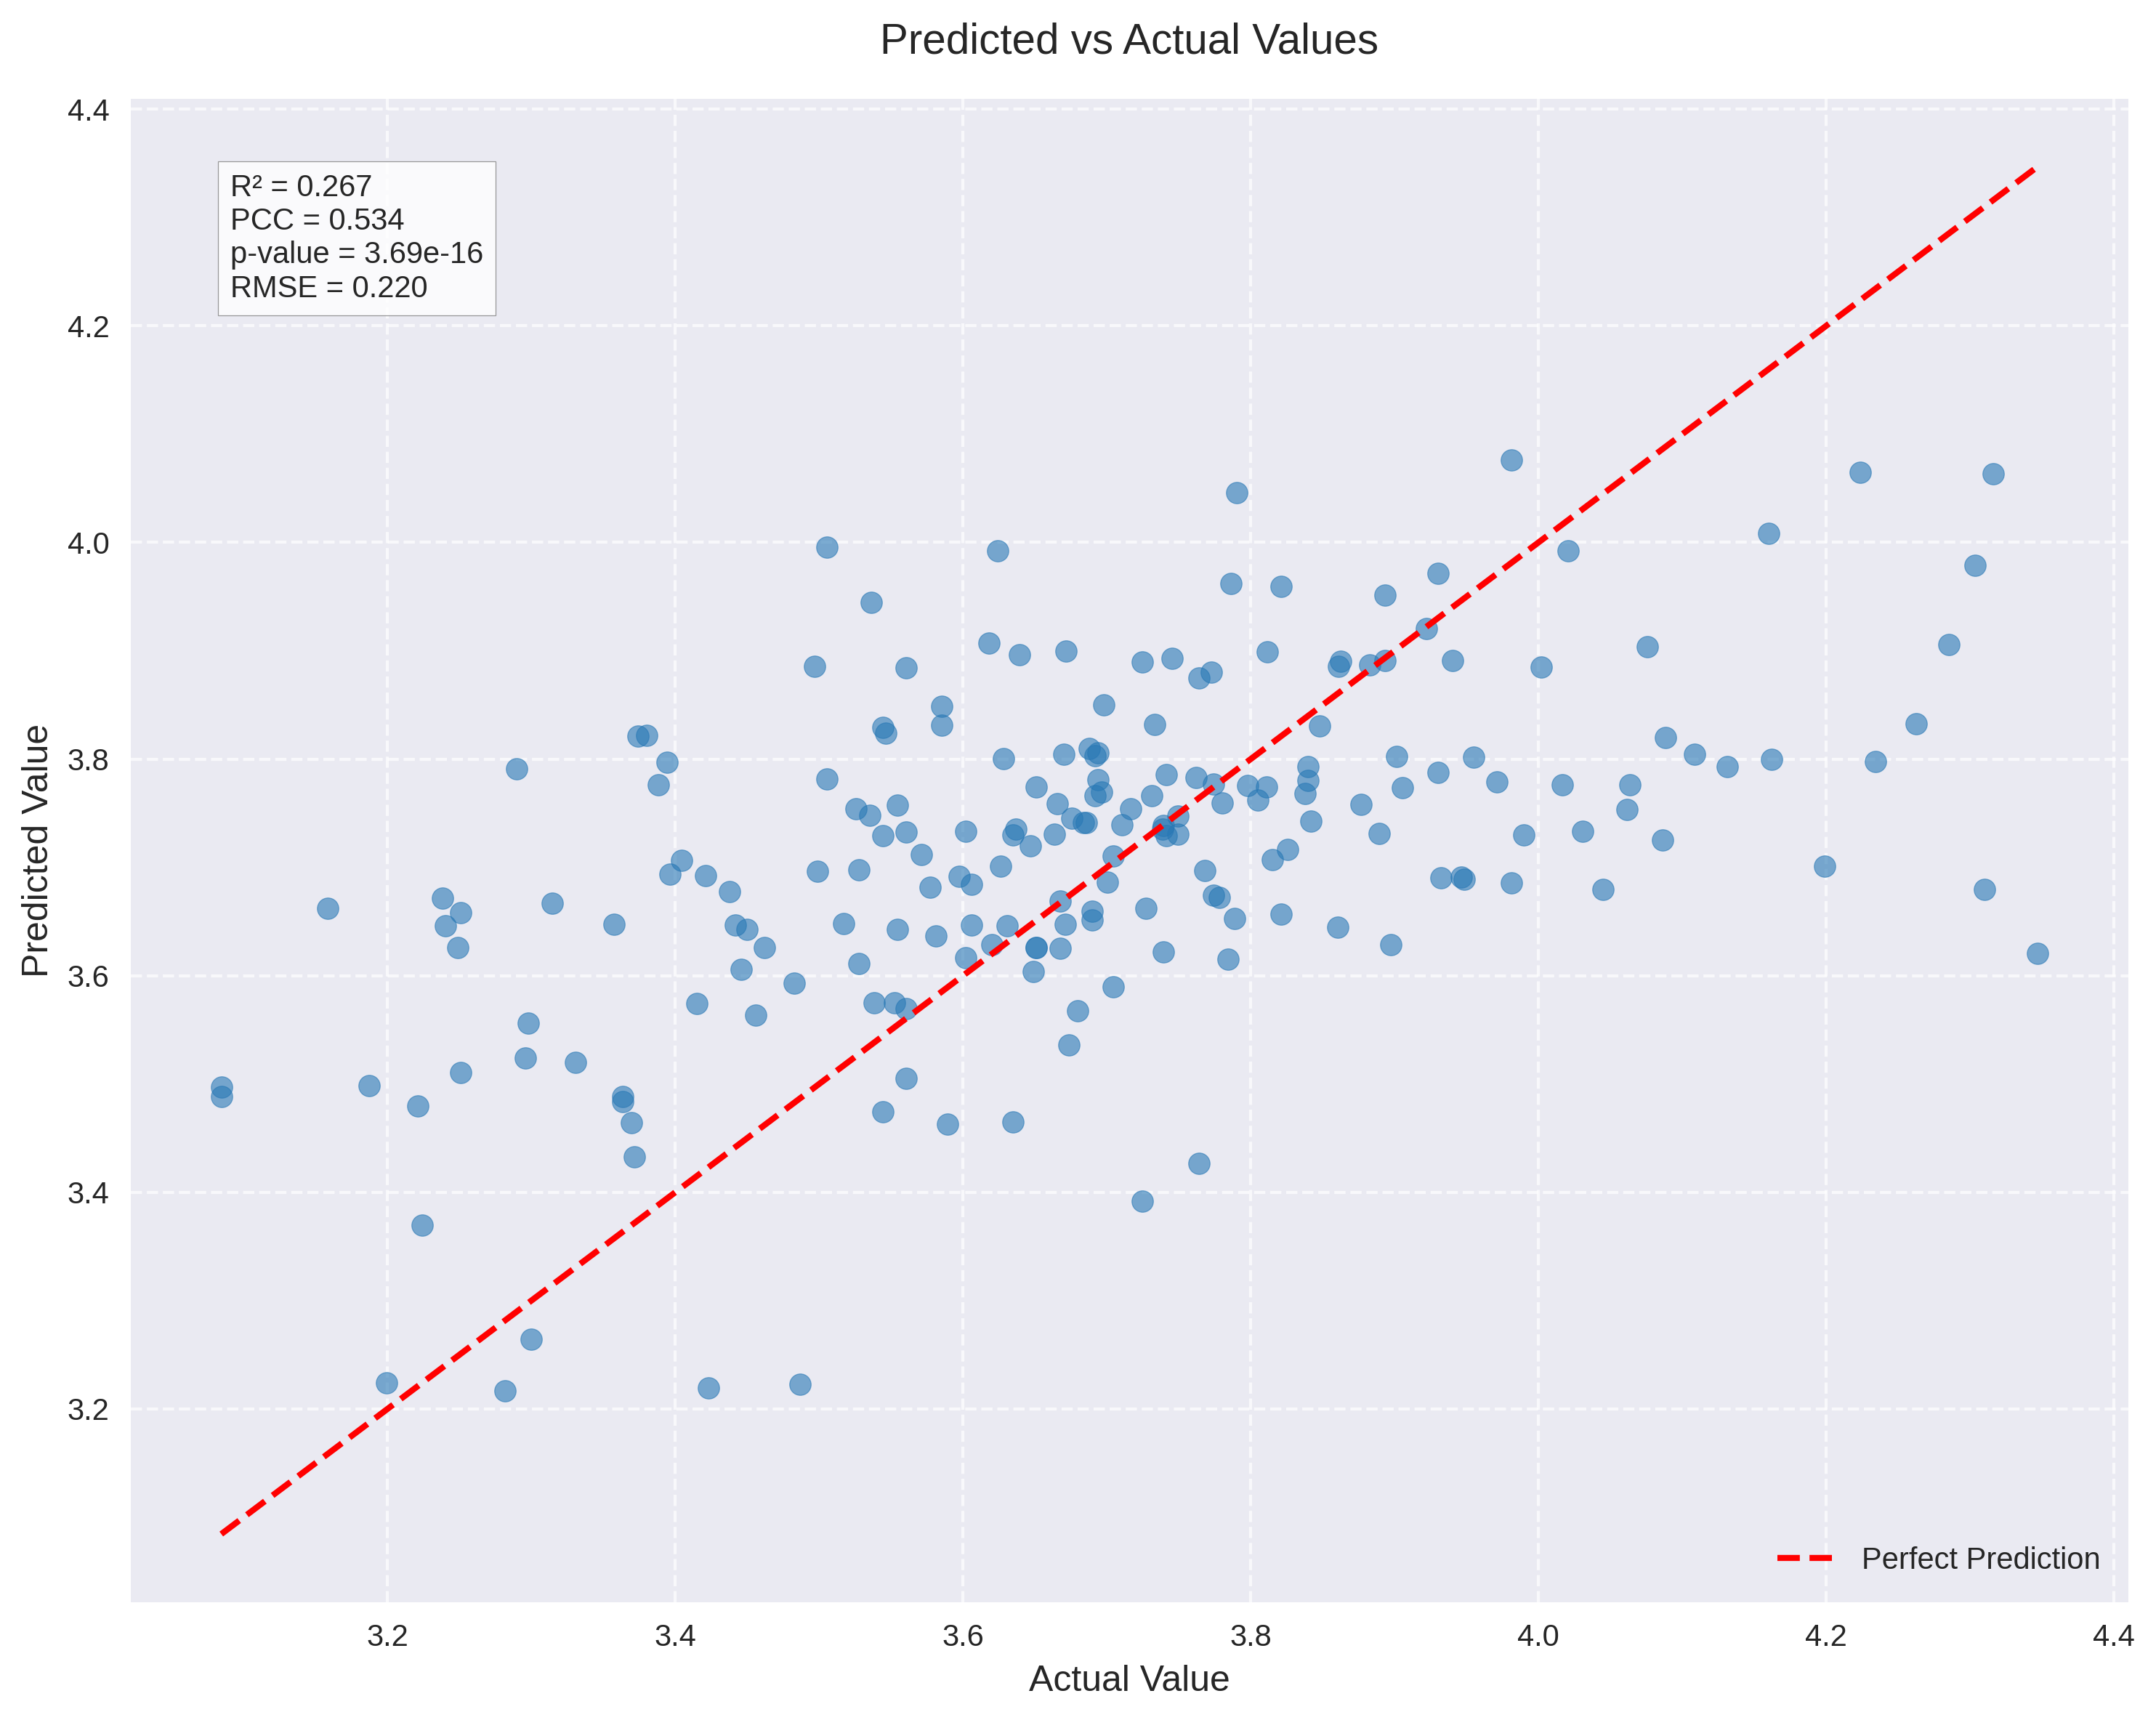 Predicted vs Actual Values
4.4
4.2
4.0
3.8
3.6
3.4
3.2
Predicted Value
R² = 0.267
PCC = 0.534
p-value = 3.69e-16
RMSE = 0.220
Perfect Prediction
3.2 3.4 3.6 3.8 4.0 4.2 4.4
Actual Value